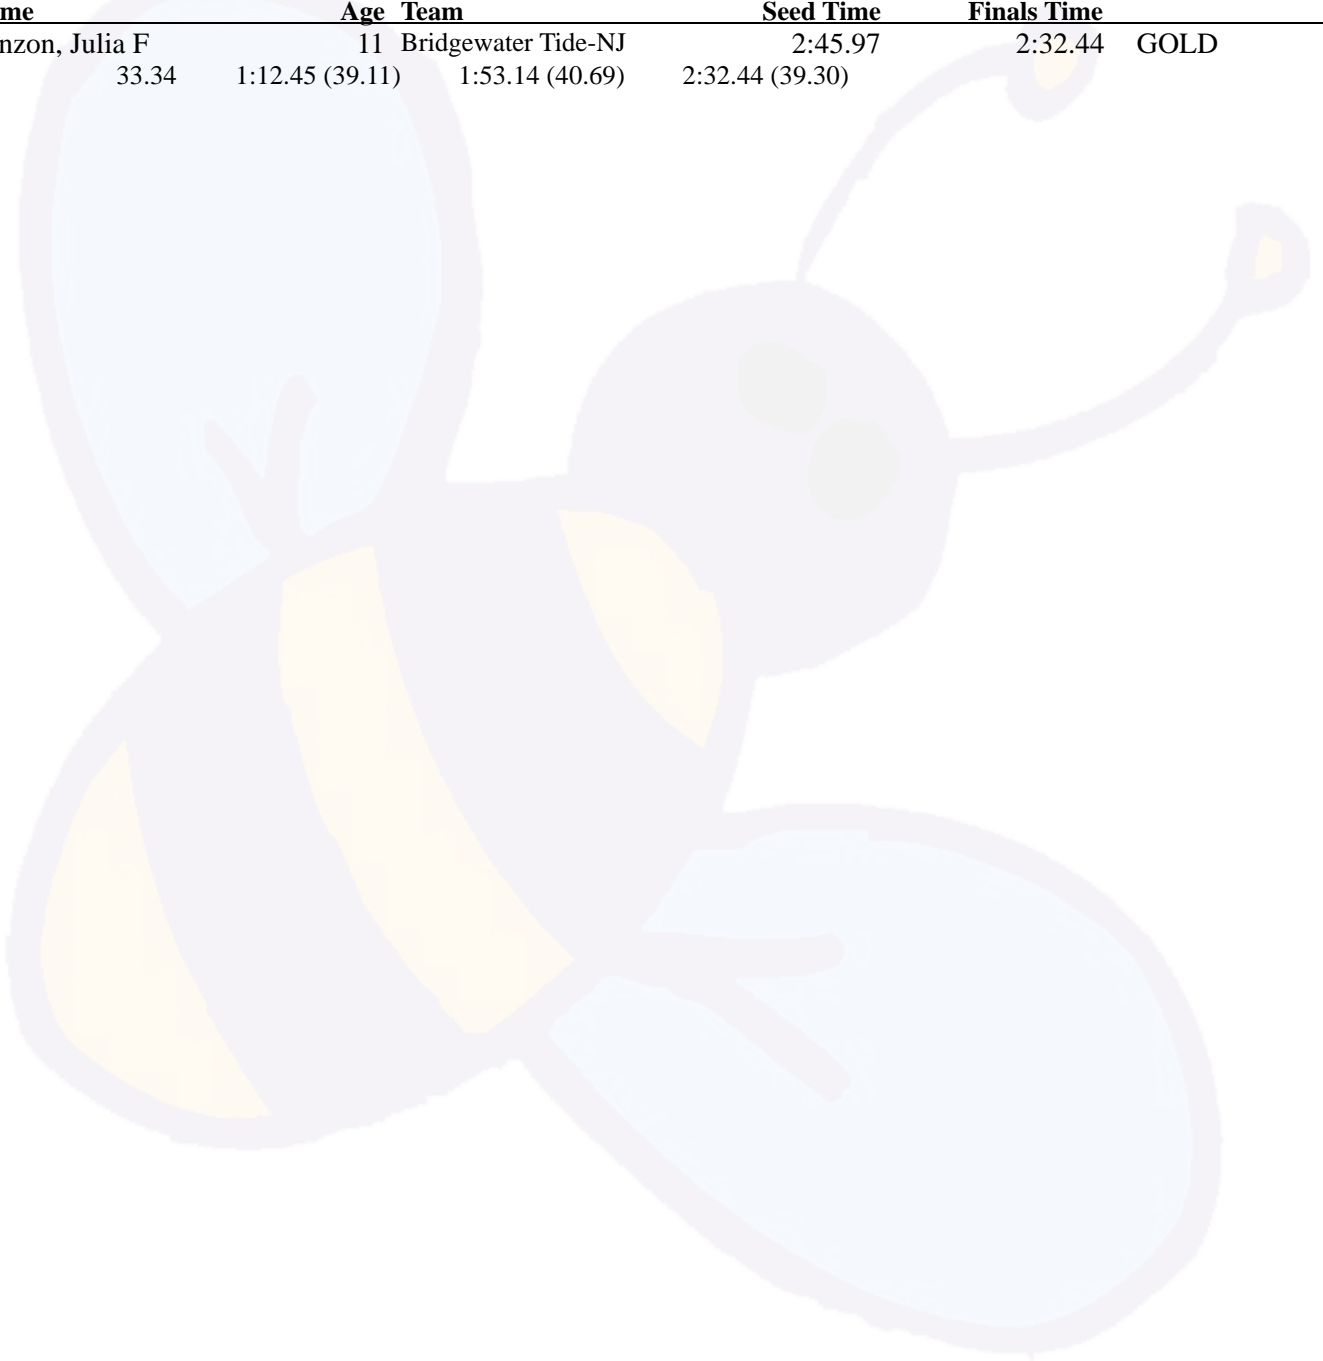 me Age Team Seed Time Finals Time
nzon, Julia F 11 Bridgewater Tide-NJ 2:45.97 2:32.44 GOLD
33.34 1:12.45 (39.11) 1:53.14 (40.69) 2:32.44 (39.30)